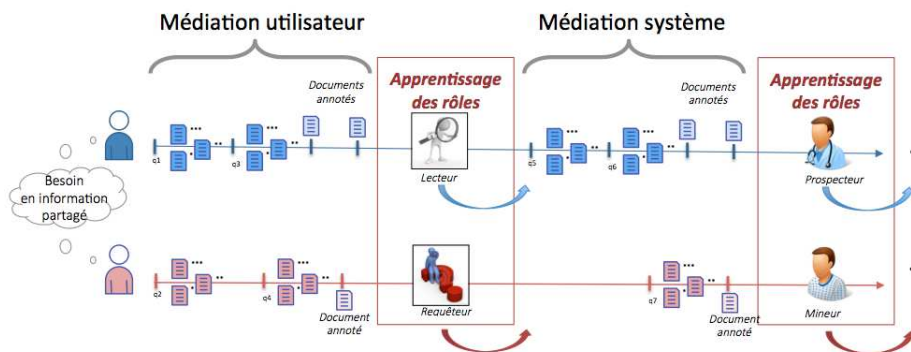 Médiation utilisateur
Médiation système
Documents
annotés
Apprentissage
des rôles
Documents
annotés
Apprentissage
des rôles
q1
q3
Lecteur
q5
q6
Prospecteur
Besoin
en information
partagé
q2
q4
Document
annoté
Requêteur
q7
Document
annoté
Mineur